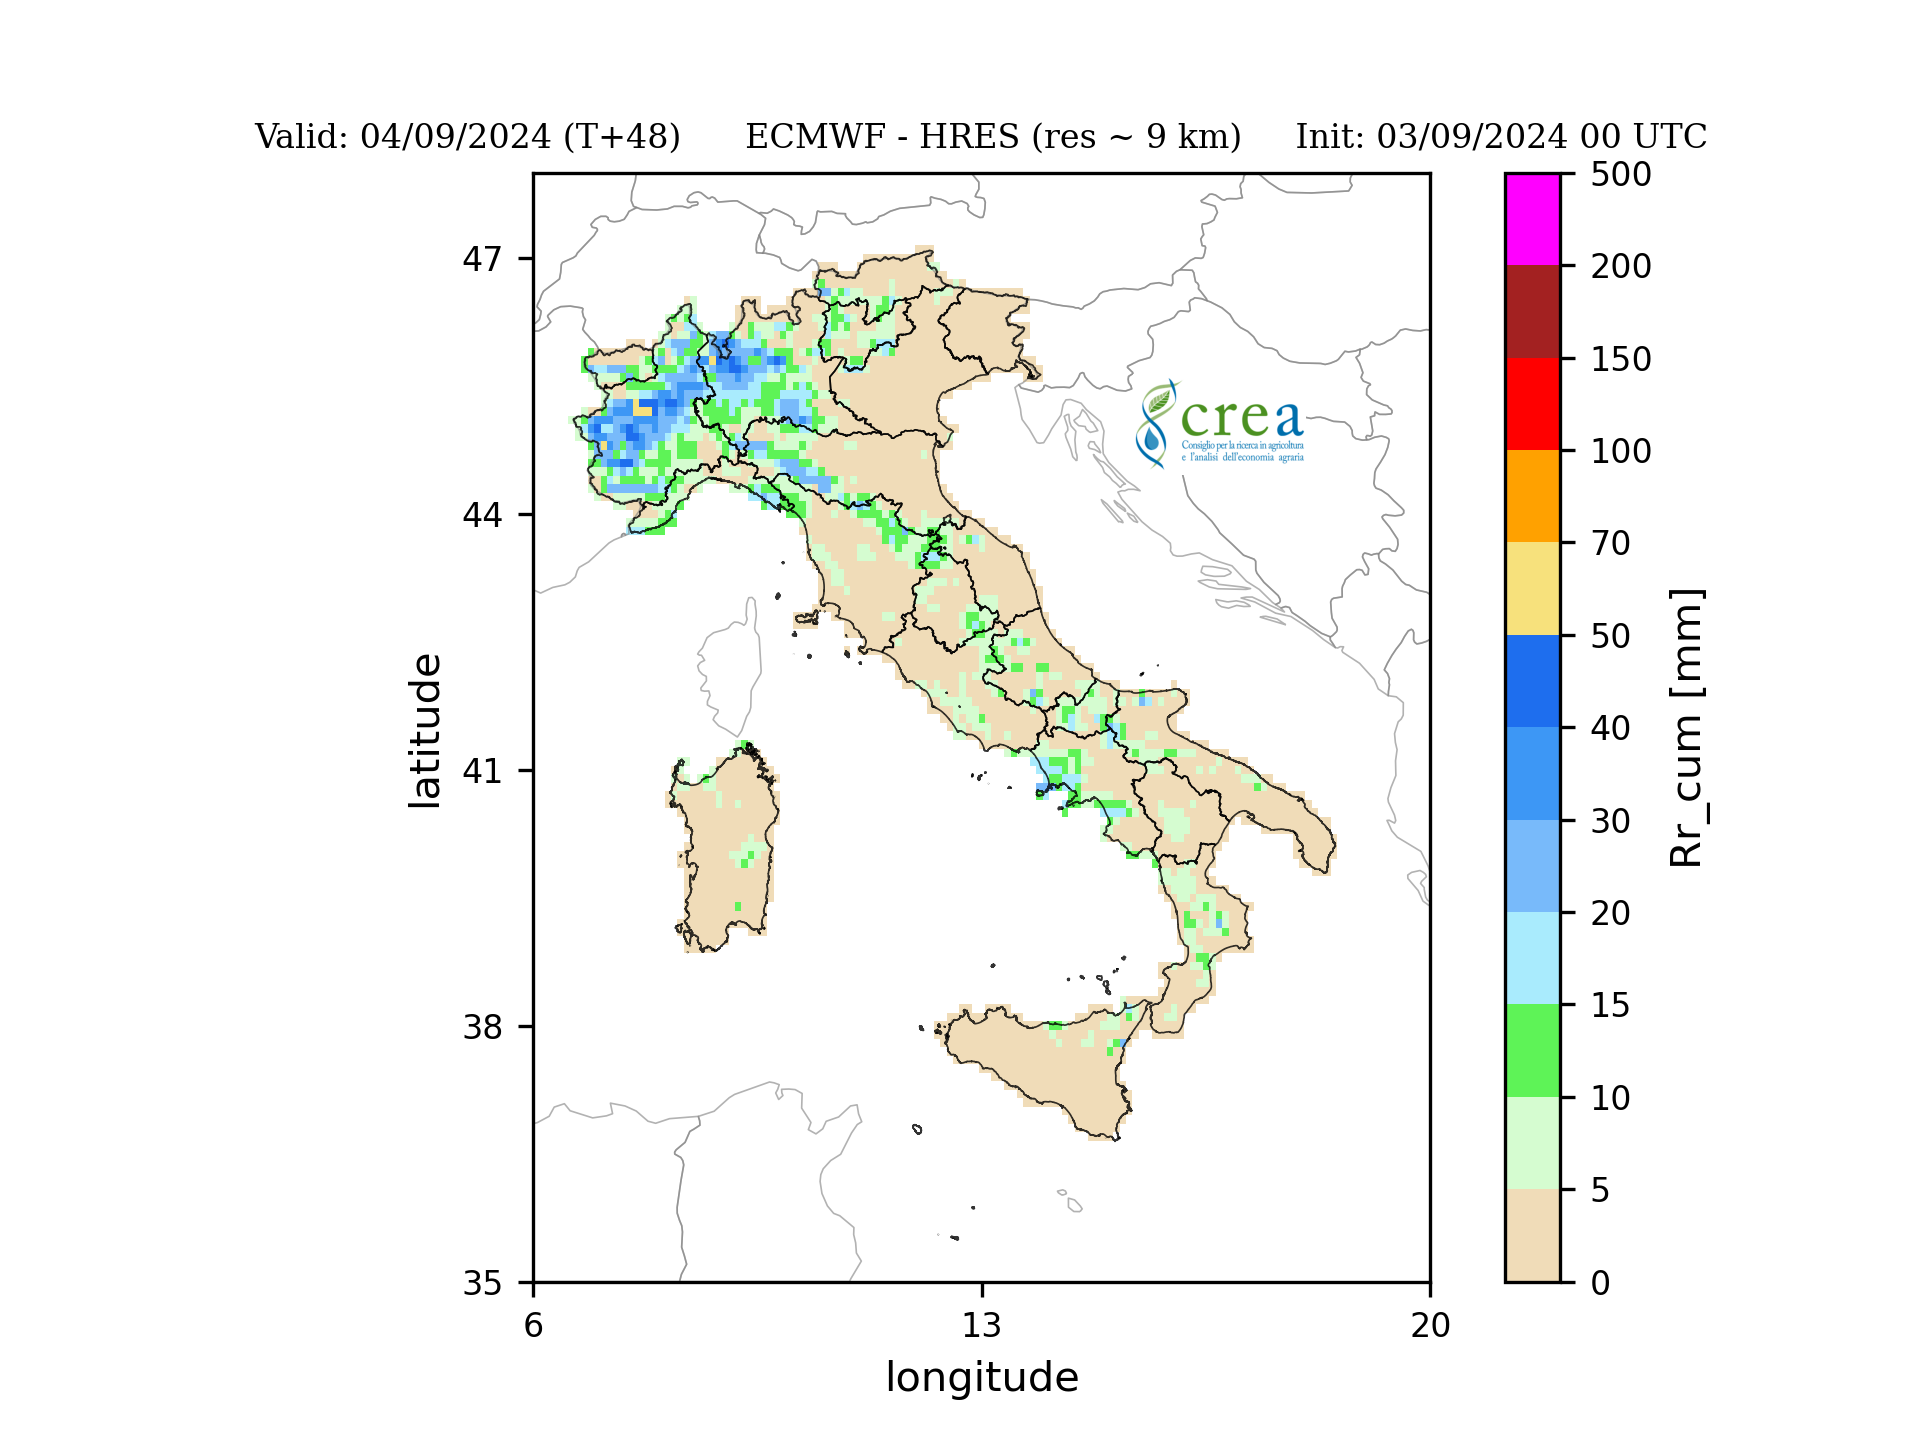 Valid: 04/09/2024 (T+48) ECMWF - HRES (res ~ 9 km) Init: 03/09/2024 00 UTC
500
47
200
150
crea
Consiglio per la ricerca in agricoltura
e l'analisi dell'economia agraria
100
44
70
50
latitude
Rr_cum [mm]
40
41
30
20
15
38
10
5
35
0
6 13 20
longitude